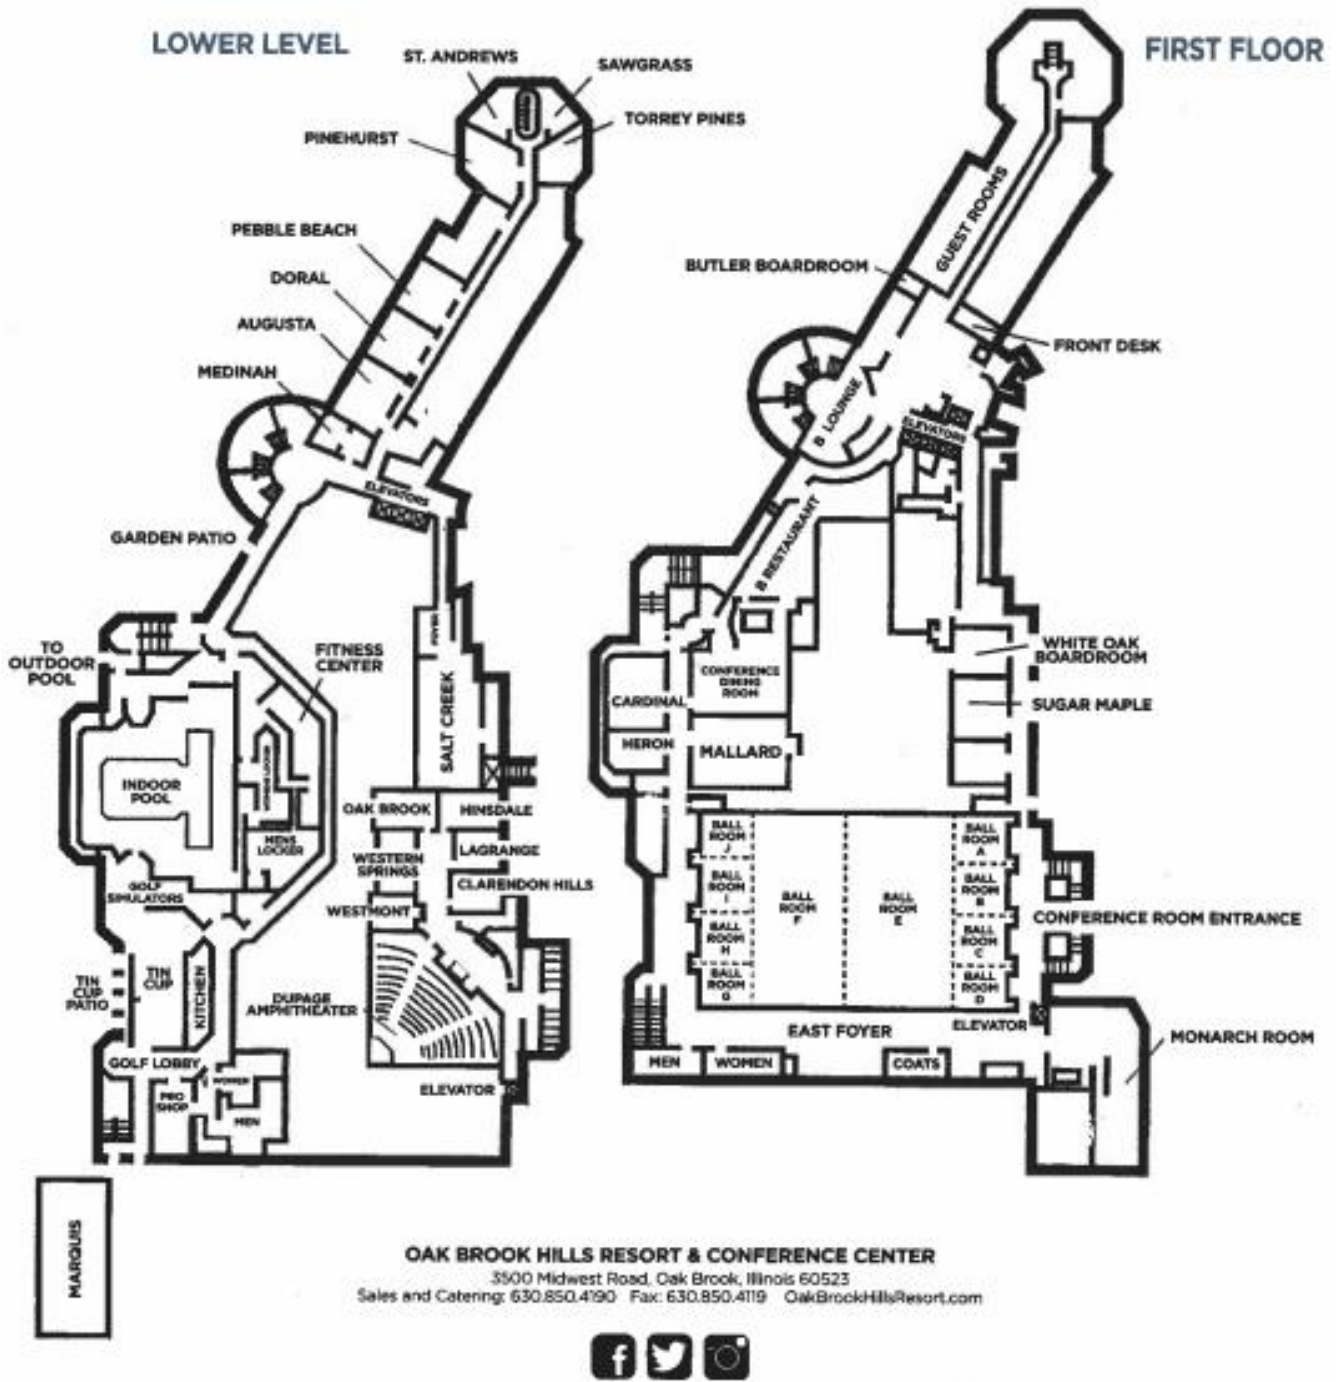 LOWER LEVEL
ST. ANDREWS
SAWGRASS
TORREY PINES
PINEHURST
PEBBLE BEACH
DORAL
AUGUSTA
MEDINAH
ELEVATORS
GARDEN PATIO
TO
OUTDOOR
POOL
FITNESS
CENTER
FOYER
SALT CREEK
INDOOR
POOL
MENS
LOCKER
GOLF
SIMULATORS
OAK BROOK
HINSDALE
WESTERN
SPRINGS
LAGRANGE
CLARENDON HILLS
WESTMONT
TIN
CUP
PATIO
TIN
CUP
KITCHEN
DUPAGE
AMPHITHEATER
GOLF LOBBY
PRO
SHOP
WOMEN
MEN
ELEVATOR
MARQUIS
FIRST FLOOR
GUEST ROOMS
BUTLER BOARDROOM
FRONT DESK
B LOUNGE
ELEVATORS
B RESTAURANT
WHITE OAK
BOARDROOM
SUGAR MAPLE
CONFERENCE
DINING
ROOM
CARDINAL
HERON
MALLARD
BALL
ROOM
J
BALL
ROOM
I
BALL
ROOM
H
BALL
ROOM
G
BALL
ROOM
F
BALL
ROOM
E
BALL
ROOM
A
BALL
ROOM
B
BALL
ROOM
C
BALL
ROOM
D
CONFERENCE ROOM ENTRANCE
EAST FOYER
ELEVATOR
MONARCH ROOM
MEN
WOMEN
COATS
OAK BROOK HILLS RESORT & CONFERENCE CENTER
3500 Midwest Road, Oak Brook, Illinois 60523
Sales and Catering: 630.850.4190 Fax: 630.850.4119 OakBrookHillsResort.com